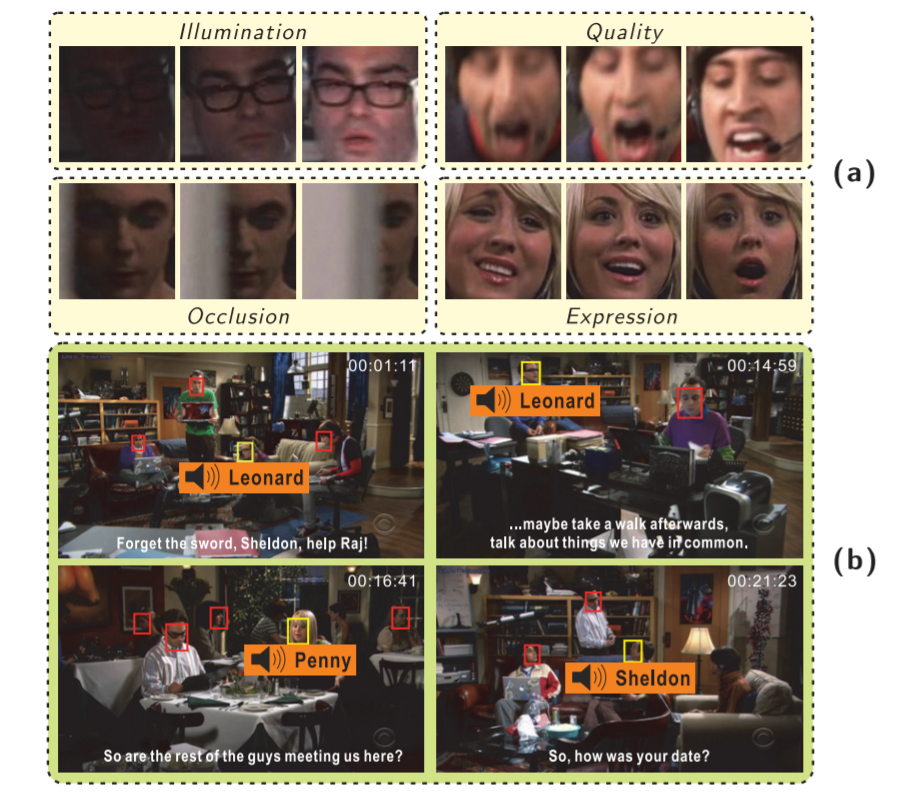 Illumination
Quality
(a)
Occlusion
Expression
00:01:11
Leonard
Forget the sword, Sheldon, help Raj!
00:14:59
Leonard
...maybe take a walk afterwards,
talk about things we have in common.
(b)
00:16:41
Penny
So are the rest of the guys meeting us here?
00:21:23
Sheldon
So, how was your date?